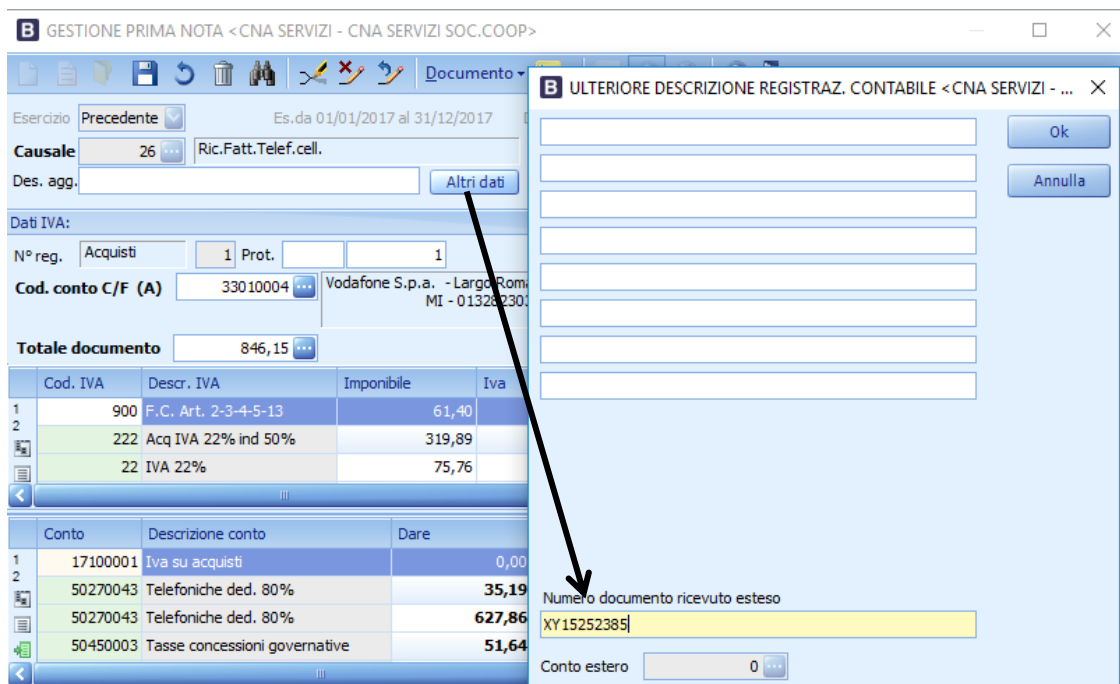 B GESTIONE PRIMA NOTA <CNA SERVIZI - CNA SERVIZI SOC.COOP>
Documento
Esercizio Precedente Es.da 01/01/2017 al 31/12/2017
Causale 26 Ric.Fatt.Telef.cell.
Des. agg. Altri dati
Dati IVA:
N° reg. Acquisti 1 Prot. 1
Cod. conto C/F (A) 33010004 Vodafone S.p.a. - Largo
MI -
Totale documento 846,15
Cod. IVA Descr. IVA Imponibile Iva
1
2
900 F.C. Art. 2-3-4-5-13 61,40
222 Acq IVA 22% ind 50% 319,89
22 IVA 22% 75,76
Conto Descrizione conto Dare
1
2
17100001 Iva su acquisti 0,00
50270043 Telefoniche ded. 80% 35,19
50270043 Telefoniche ded. 80% 627,86
50450003 Tasse concessioni governative 51,64
B ULTERIORE DESCRIZIONE REGISTRAZ. CONTABILE <CNA SERVIZI - ...
Ok
Annulla
Numero documento ricevuto esteso
XY15252385
Conto estero 0